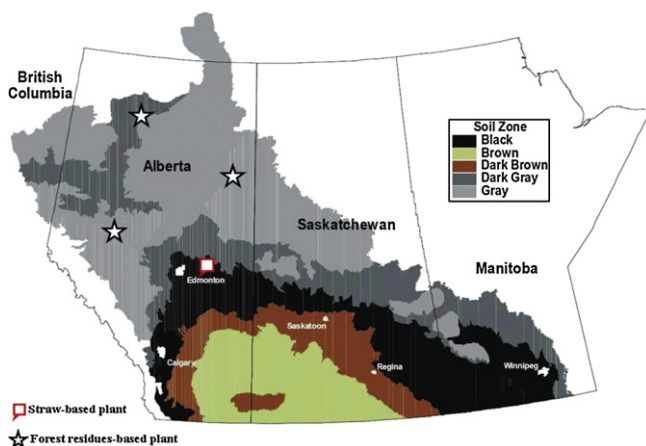 British
Columbia
Alberta
Saskatchewan
Manitoba
Soil Zone
Black
Brown
Dark Brown
Dark Gray
Gray
Edmonton
Saskatoon
Calgary
Regina
Winnipeg
Straw-based plant
Forest residues-based plant